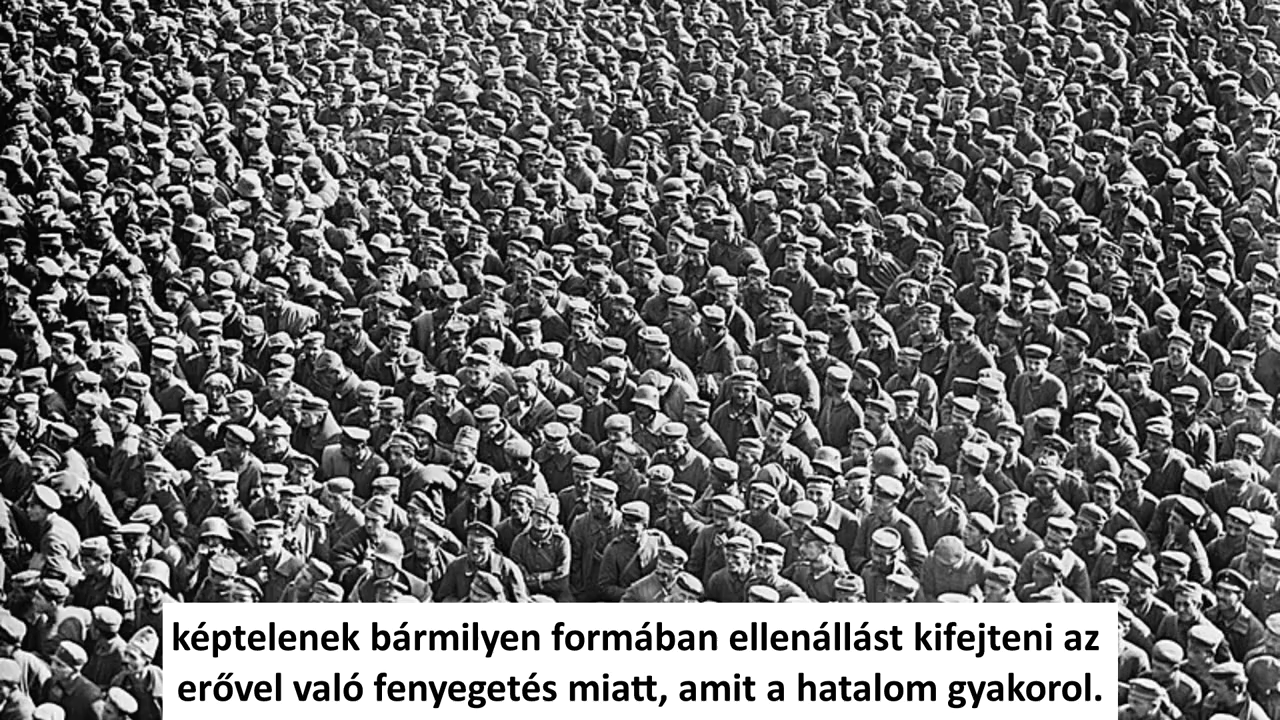 képtelenek bármilyen formában ellenállást kifejteni az
erővel való fenyegetés miatt, amit a hatalom gyakorol.